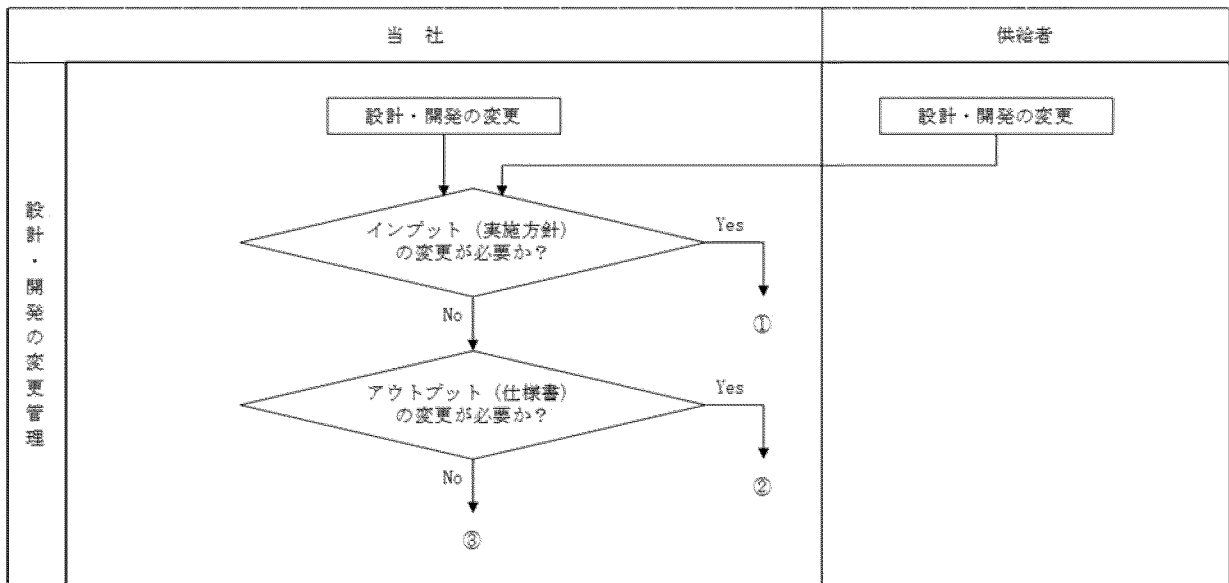 当 社
供給者
設計・開発の変更管理
設計・開発の変更
設計・開発の変更
インプット（実施方針）
の変更が必要か？
Yes
①
No
アウトプット（仕様書）
の変更が必要か？
Yes
②
No
③